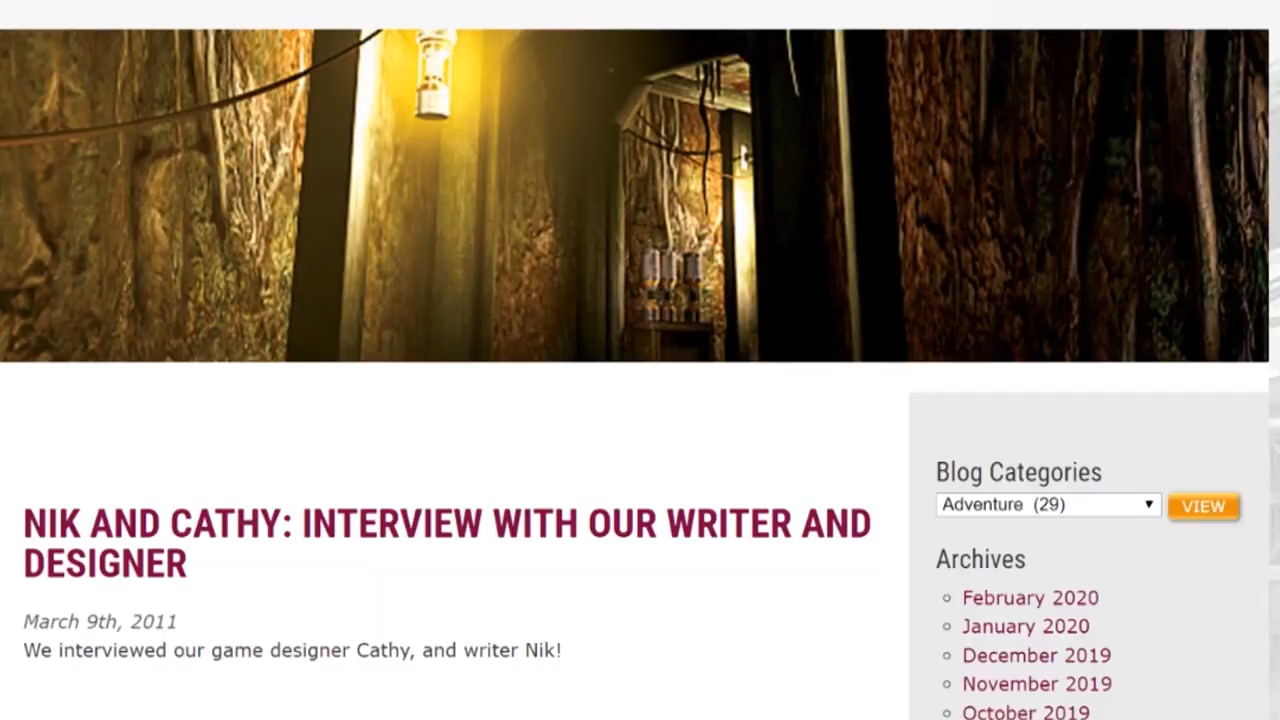 NIK AND CATHY: INTERVIEW WITH OUR WRITER AND
DESIGNER
March 9th, 2011
We interviewed our game designer Cathy, and writer Nik!
Blog Categories
Adventure (29)
VIEW
Archives
February 2020
January 2020
December 2019
November 2019
October 2019